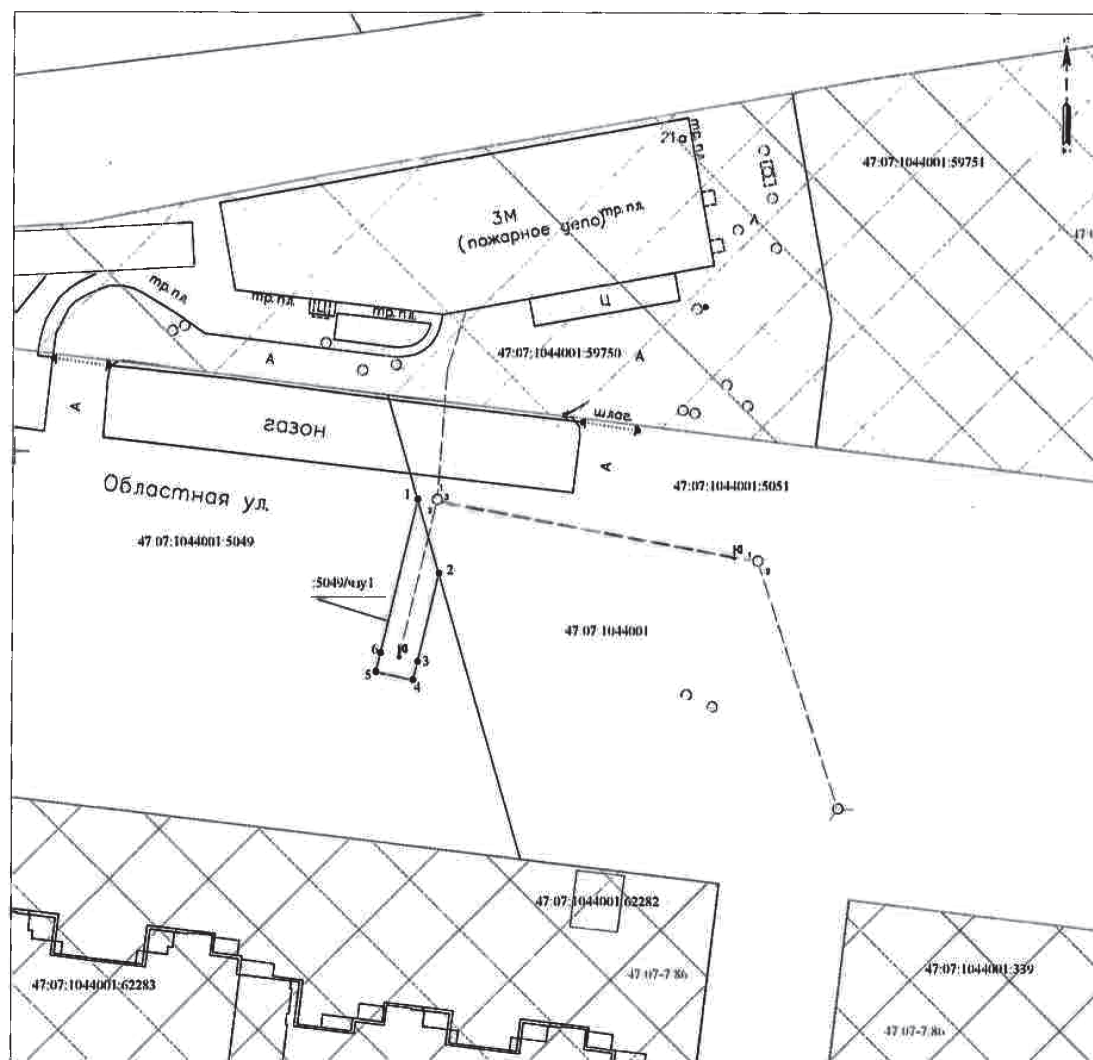 21а
тр. пл.
47:07:1044001:59751
3М
(пожарное депо)
тр. пл.
А
47:0
тр. пл.
тр. пл.
тр. пл.
Ц
47:07:1044001:59750
А
А
шлаг
А
газон
А
47:07:1044001:5051
Областная ул.
1
47 07:1044001:5049
2
:5049/чзу1
47 07:1044001
6
3
5
4
47:07:1044001:62282
47 07-7.86
47:07:1044001:339
47:07:1044001:62283
47 07-7.86